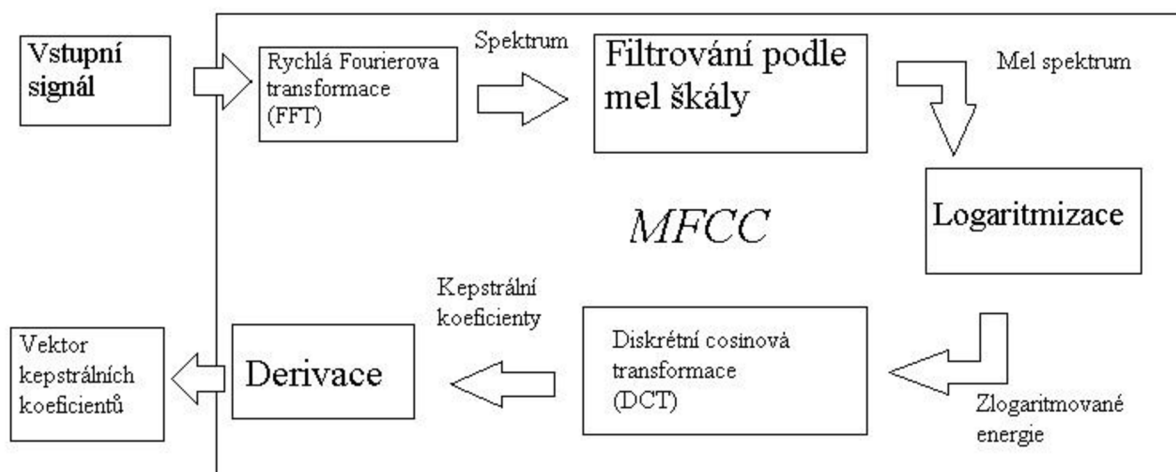 Vstupní
signál
Rychlá Fourierova
transformace
(FFT)
Spektrum
Filtrování podle
mel škály
Mel spektrum
Logaritmizace
MFCC
Zlogaritmované
energie
Diskrétní cosinová
transformace
(DCT)
Kepstrální
koeficienty
Derivace
Vektor
kepstrálních
koeficientů